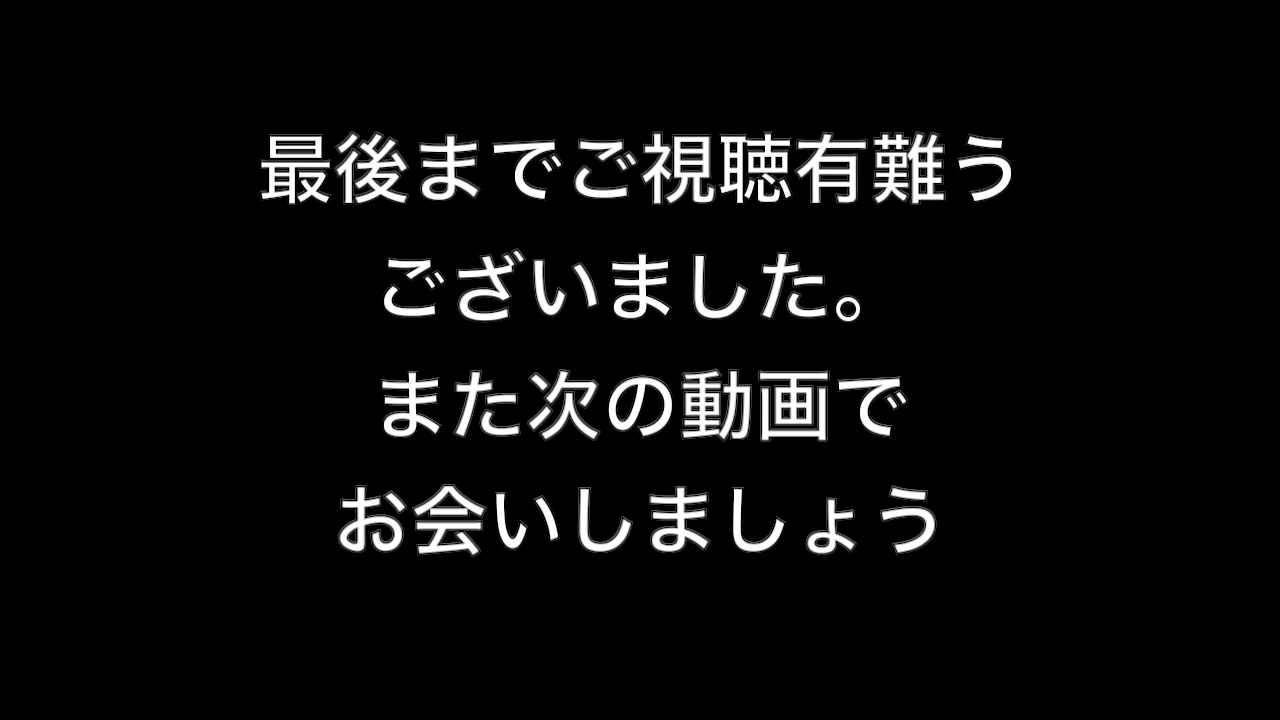 最後までご視聴有難う
ございました。
また次の動画で
お会いしましょう